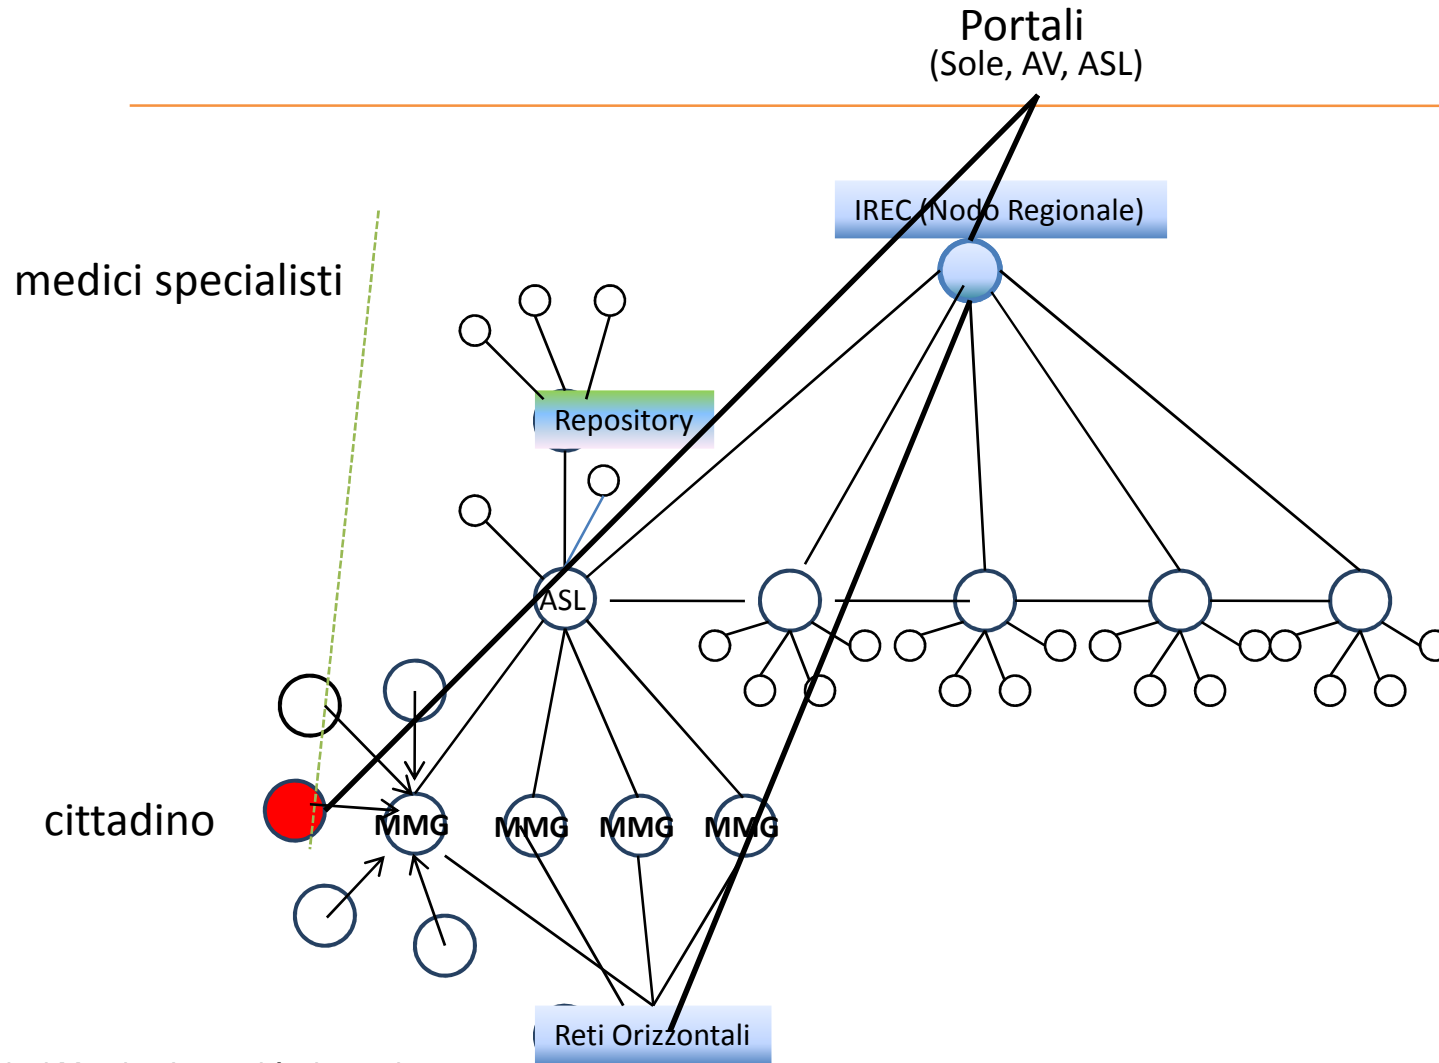 Portali
(Sole, AV, ASL)
IREC (Nodo Regionale)
medici specialisti
Repository
ASL
cittadino
MMG MMG MMG MMG
Reti Orizzontali